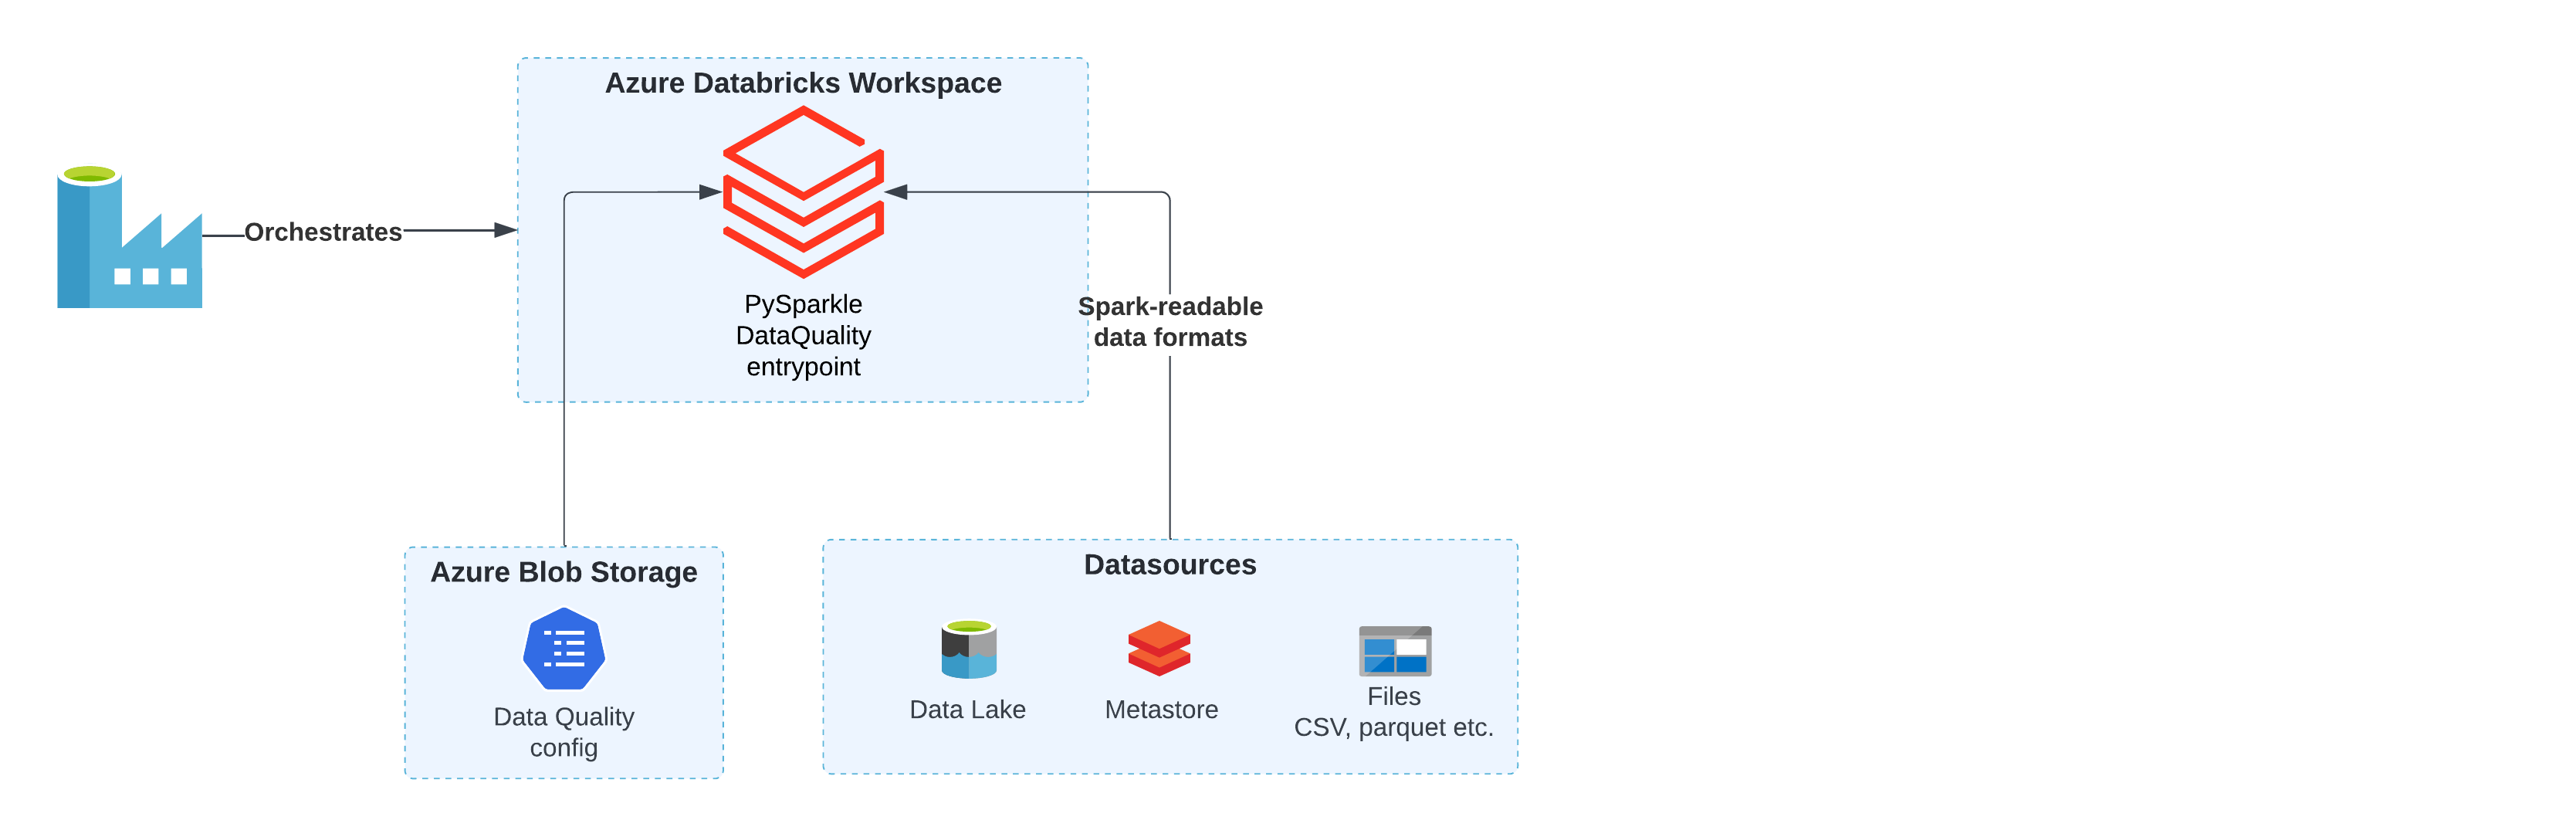 Azure Databricks Workspace
Orchestrates
PySparkle
DataQuality
entrypoint
Spark-readable
data formats
Azure Blob Storage
Data Quality
config
Datasources
Data Lake
Metastore
Files
CSV, parquet etc.